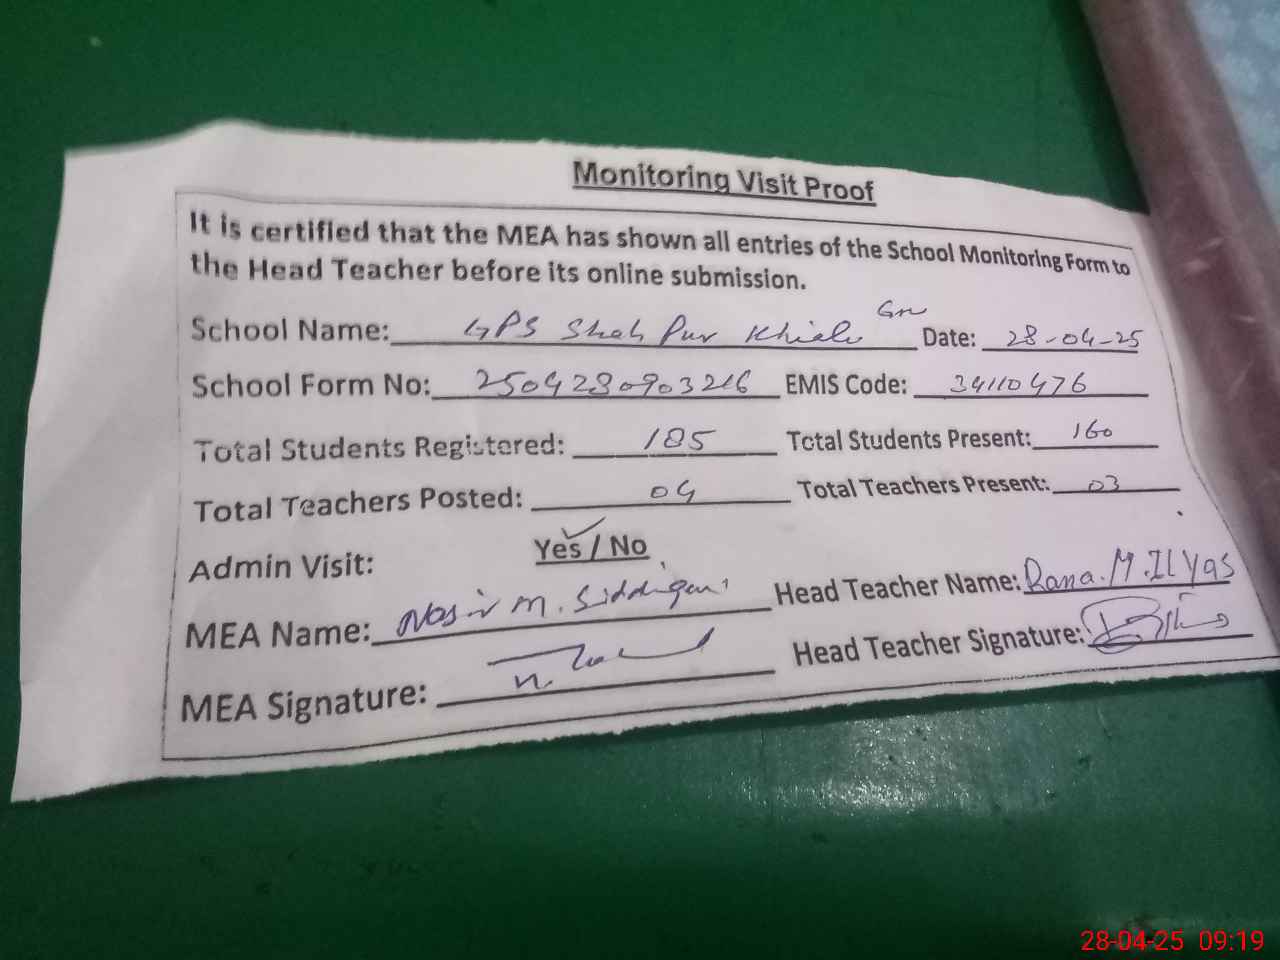 Monitoring Visit Proof
It is certified that the MEA has shown all entries of the School Monitoring Form to
the Head Teacher before its online submission.
School Name: GPS Shah Pur Khiali Date: 28-04-25
School Form No: 2504280903216 EMIS Code: 34110476
Total Students Registered: 185 Total Students Present: 160
Total Teachers Posted: 04 Total Teachers Present: 03
Admin Visit: Yes / No
MEA Name: Nasir M. Siddiqui Head Teacher Name: Rana. M. ILYas
MEA Signature: Head Teacher Signature:
28-04-25 09:19